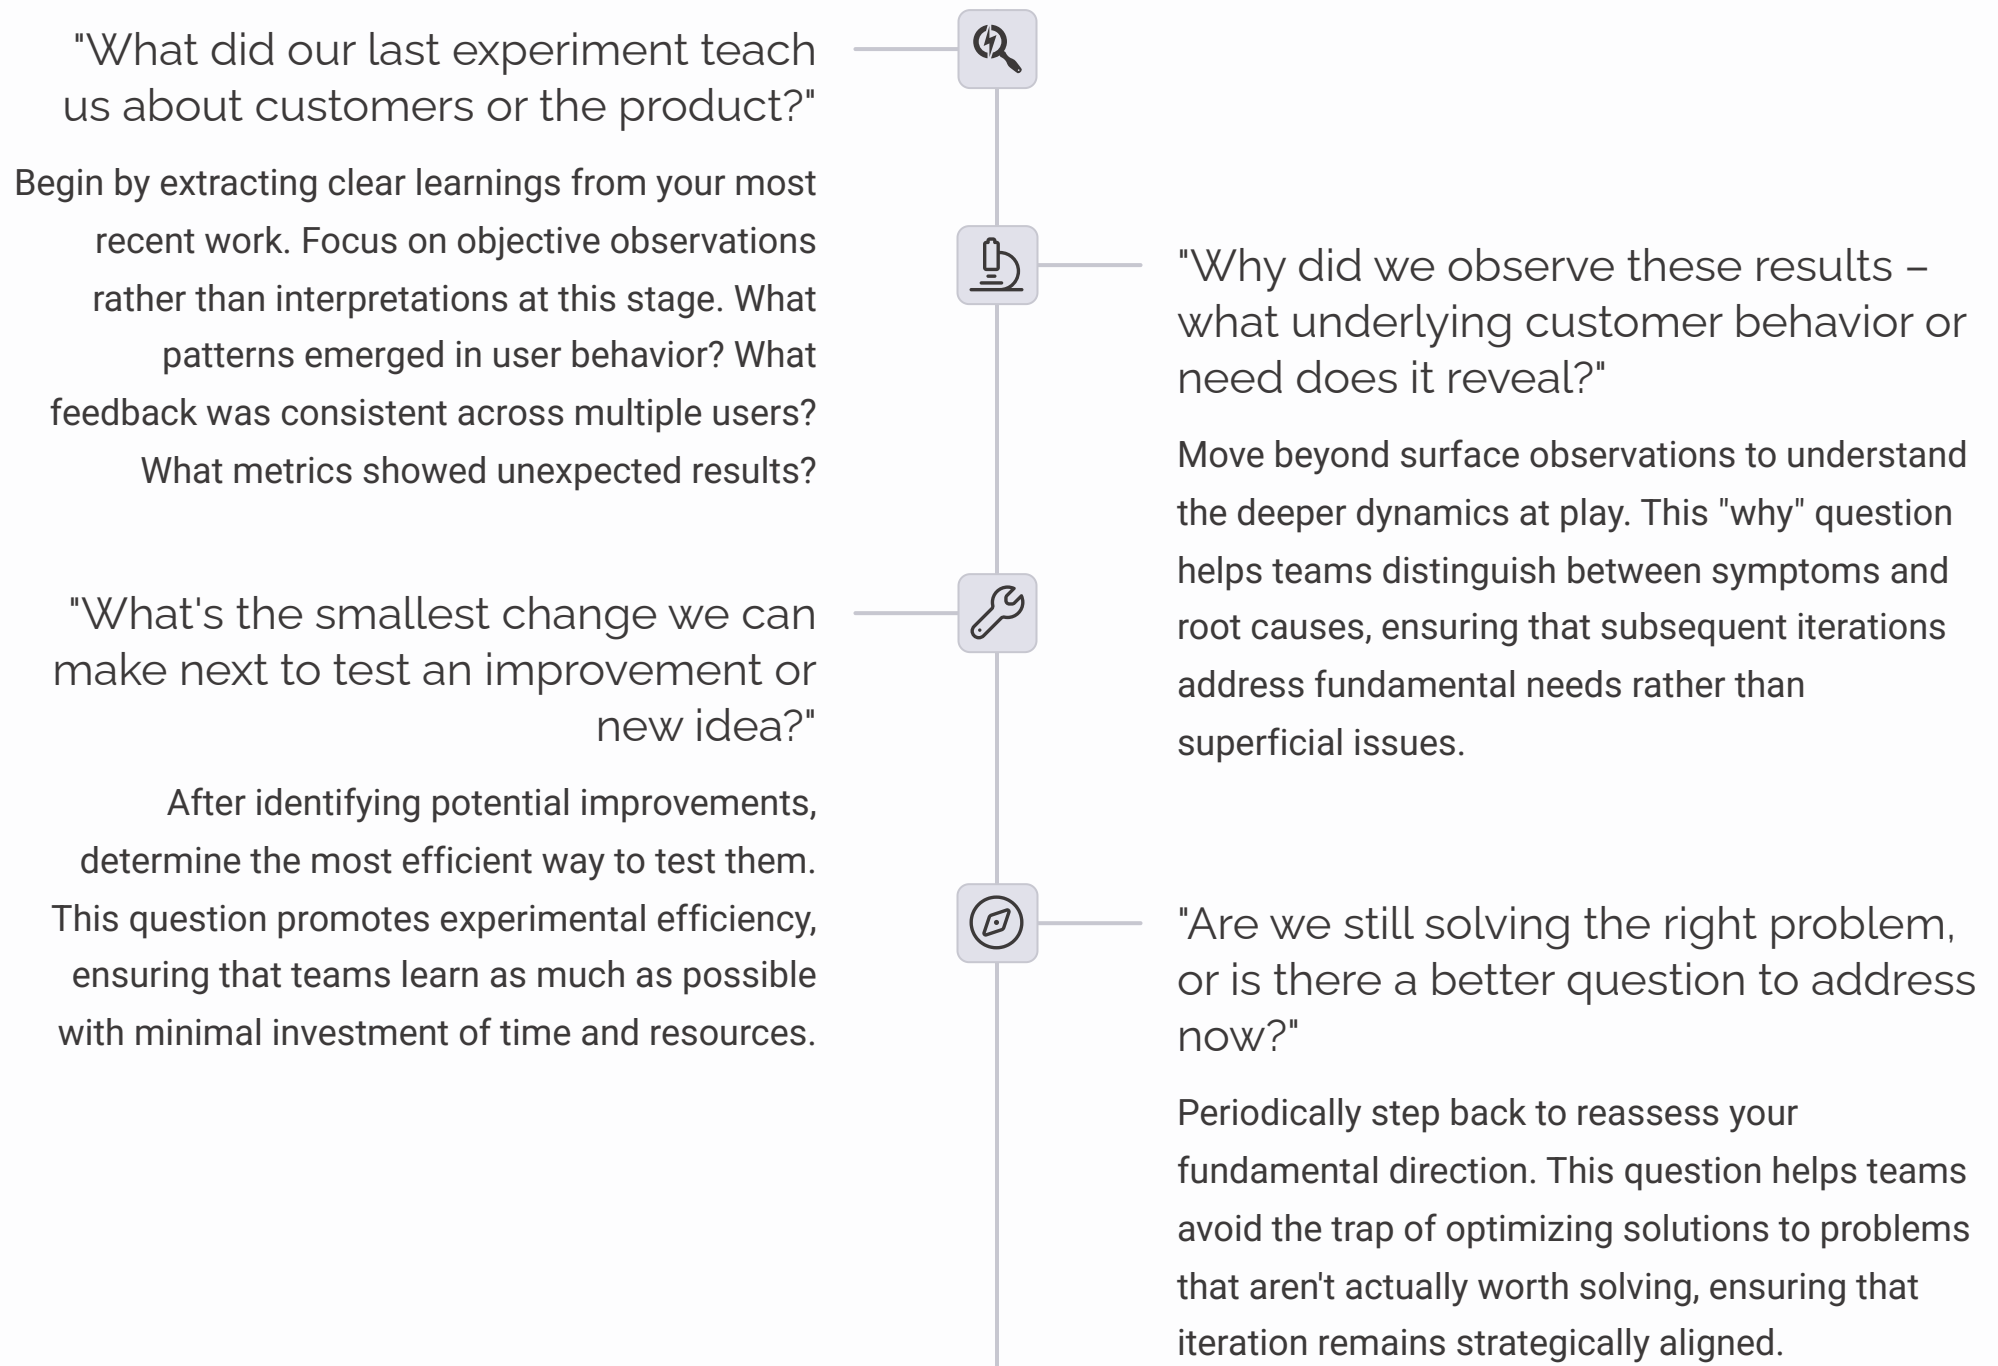 "What did our last experiment teach
us about customers or the product?"
Begin by extracting clear learnings from your most
recent work. Focus on objective observations
rather than interpretations at this stage. What
patterns emerged in user behavior? What
feedback was consistent across multiple users?
What metrics showed unexpected results?
"Why did we observe these results –
what underlying customer behavior or
need does it reveal?"
Move beyond surface observations to understand
the deeper dynamics at play. This "why" question
helps teams distinguish between symptoms and
root causes, ensuring that subsequent iterations
address fundamental needs rather than
superficial issues.
"What's the smallest change we can
make next to test an improvement or
new idea?"
After identifying potential improvements,
determine the most efficient way to test them.
This question promotes experimental efficiency,
ensuring that teams learn as much as possible
with minimal investment of time and resources.
"Are we still solving the right problem,
or is there a better question to address
now?"
Periodically step back to reassess your
fundamental direction. This question helps teams
avoid the trap of optimizing solutions to problems
that aren't actually worth solving, ensuring that
iteration remains strategically aligned.